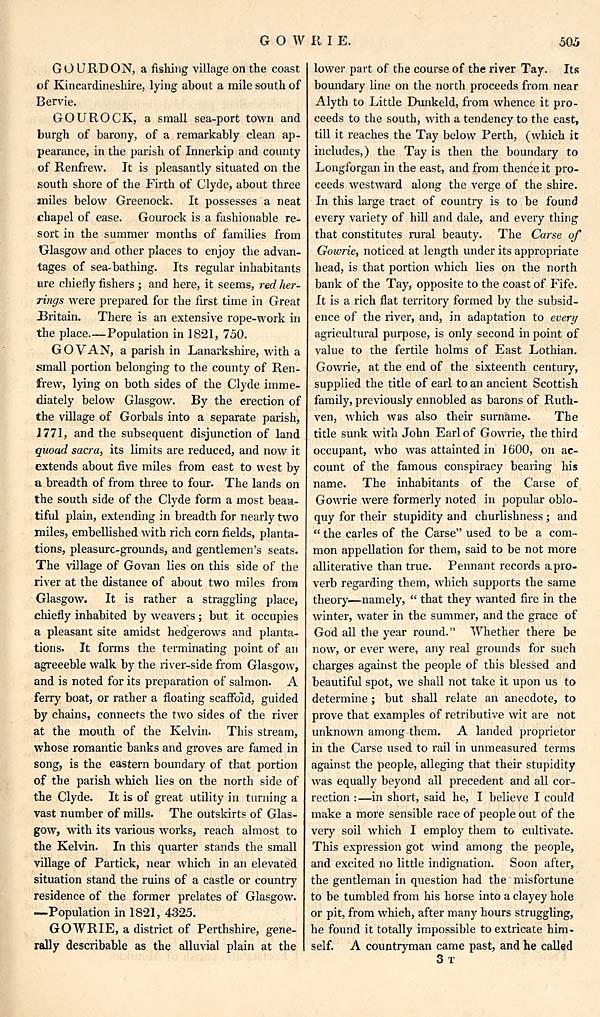 GOWRIE.
505
GOURDON, a fishing village on the coast
of Kincardineshire, lying about a mile south of
Bervie.
GOUROCK, a small sea-port town and
burgh of barony, of a remarkably clean ap-
pearance, in the parish of Innerkip and county
of Renfrew. It is pleasantly situated on the
south shore of the Firth of Clyde, about three
miles below Greenock. It possesses a neat
chapel of ease. Gourock is a fashionable re-
sort in the summer months of families from
Glasgow and other places to enjoy the advan-
tages of sea-bathing. Its regular inhabitants
are chiefly fishers; and here, it seems, red her-
rings were prepared for the first time in Great
Britain. There is an extensive rope-work in
the place.—Population in 1821, 750.
GOVAN, a parish in Lanarkshire, with a
small portion belonging to the county of Ren-
frew, lying on both sides of the Clyde imme-
diately below Glasgow. By the erection of
the village of Gorbals into a separate parish,
1771, and the subsequent disjunction of land
quoad sacra, its limits are reduced, and now it
extends about five miles from east to west by
a breadth of from three to four. The lands on
the south side of the Clyde form a most beau-
tiful plain, extending in breadth for nearly two
miles, embellished with rich corn fields, planta-
tions, pleasure-grounds, and gentlemen's seats.
The village of Govan lies on this side of the
river at the distance of about two miles from
Glasgow. It is rather a straggling place,
chiefly inhabited by weavers; but it occupies
a pleasant site amidst hedgerows and planta-
tions. It forms the terminating point of an
agreeeble walk by the river-side from Glasgow,
and is noted for its preparation of salmon. A
ferry boat, or rather a floating scaffold, guided
by chains, connects the two sides of the river
at the mouth of the Kelvin. This stream,
whose romantic banks and groves are famed in
song, is the eastern boundary of that portion
of the parish which lies on the north side of
the Clyde. It is of great utility in turning a
vast number of mills. The outskirts of Glas-
gow, with its various works, reach almost to
the Kelvin. In this quarter stands the small
village of Partick, near which in an elevated
situation stand the ruins of a castle or country
residence of the former prelates of Glasgow.
—Population in 1821, 4325.
GOWRIE, a district of Perthshire, gene-
rally describable as the alluvial plain at the
lower part of the course of the river Tay. Its
boundary line on the north proceeds from near
Alyth to Little Dunkeld, from whence it pro-
ceeds to the south, with a tendency to the east,
till it reaches the Tay below Perth, (which it
includes,) the Tay is then the boundary to
Longforgan in the east, and from thence it pro-
ceeds westward along the verge of the shire.
In this large tract of country is to be found
every variety of hill and dale, and every thing
that constitutes rural beauty. The Carse of
Gowrie, noticed at length under its appropriate
head, is that portion which lies on the north
bank of the Tay, opposite to the coast of Fife.
It is a rich flat territory formed by the subsid-
ence of the river, and, in adaptation to every
agricultural purpose, is only second in point of
value to the fertile holms of East Lothian.
Gowrie, at the end of the sixteenth century,
supplied the title of earl to an ancient Scottish
family, previously ennobled as barons of Ruth-
ven, which was also their surname. The
title sunk with John Earl of Gowrie, the third
occupant, who was attainted in 1600, on ac-
count of the famous conspiracy bearing his
name. The inhabitants of the Carse of
Gowrie were formerly noted in popular oblo-
quy for their stupidity and churlishness; and
"the carles of the Carse" used to be a com-
mon appellation for them, said to be not more
alliterative than true. Pennant records a pro-
verb regarding them, which supports the same
theory—namely, "that they wanted fire in the
winter, water in the summer, and the grace of
God all the year round." Whether there be
now, or ever were, any real grounds for such
charges against the people of this blessed and
beautiful spot, we shall not take it upon us to
determine; but shall relate an anecdote, to
prove that examples of retributive wit are not
unknown among them. A landed proprietor
in the Carse used to rail in unmeasured terms
against the people, alleging that their stupidity
was equally beyond all precedent and all cor-
rection:—in short, said he, I believe I could
make a more sensible race of people out of the
very soil which I employ them to cultivate.
This expression got wind among the people,
and excited no little indignation. Soon after,
the gentleman in question had the misfortune
to be tumbled from his horse into a clayey hole
or pit, from which, after many hours struggling,
he found it totally impossible to extricate him-
self. A countryman came past, and he called
3 T